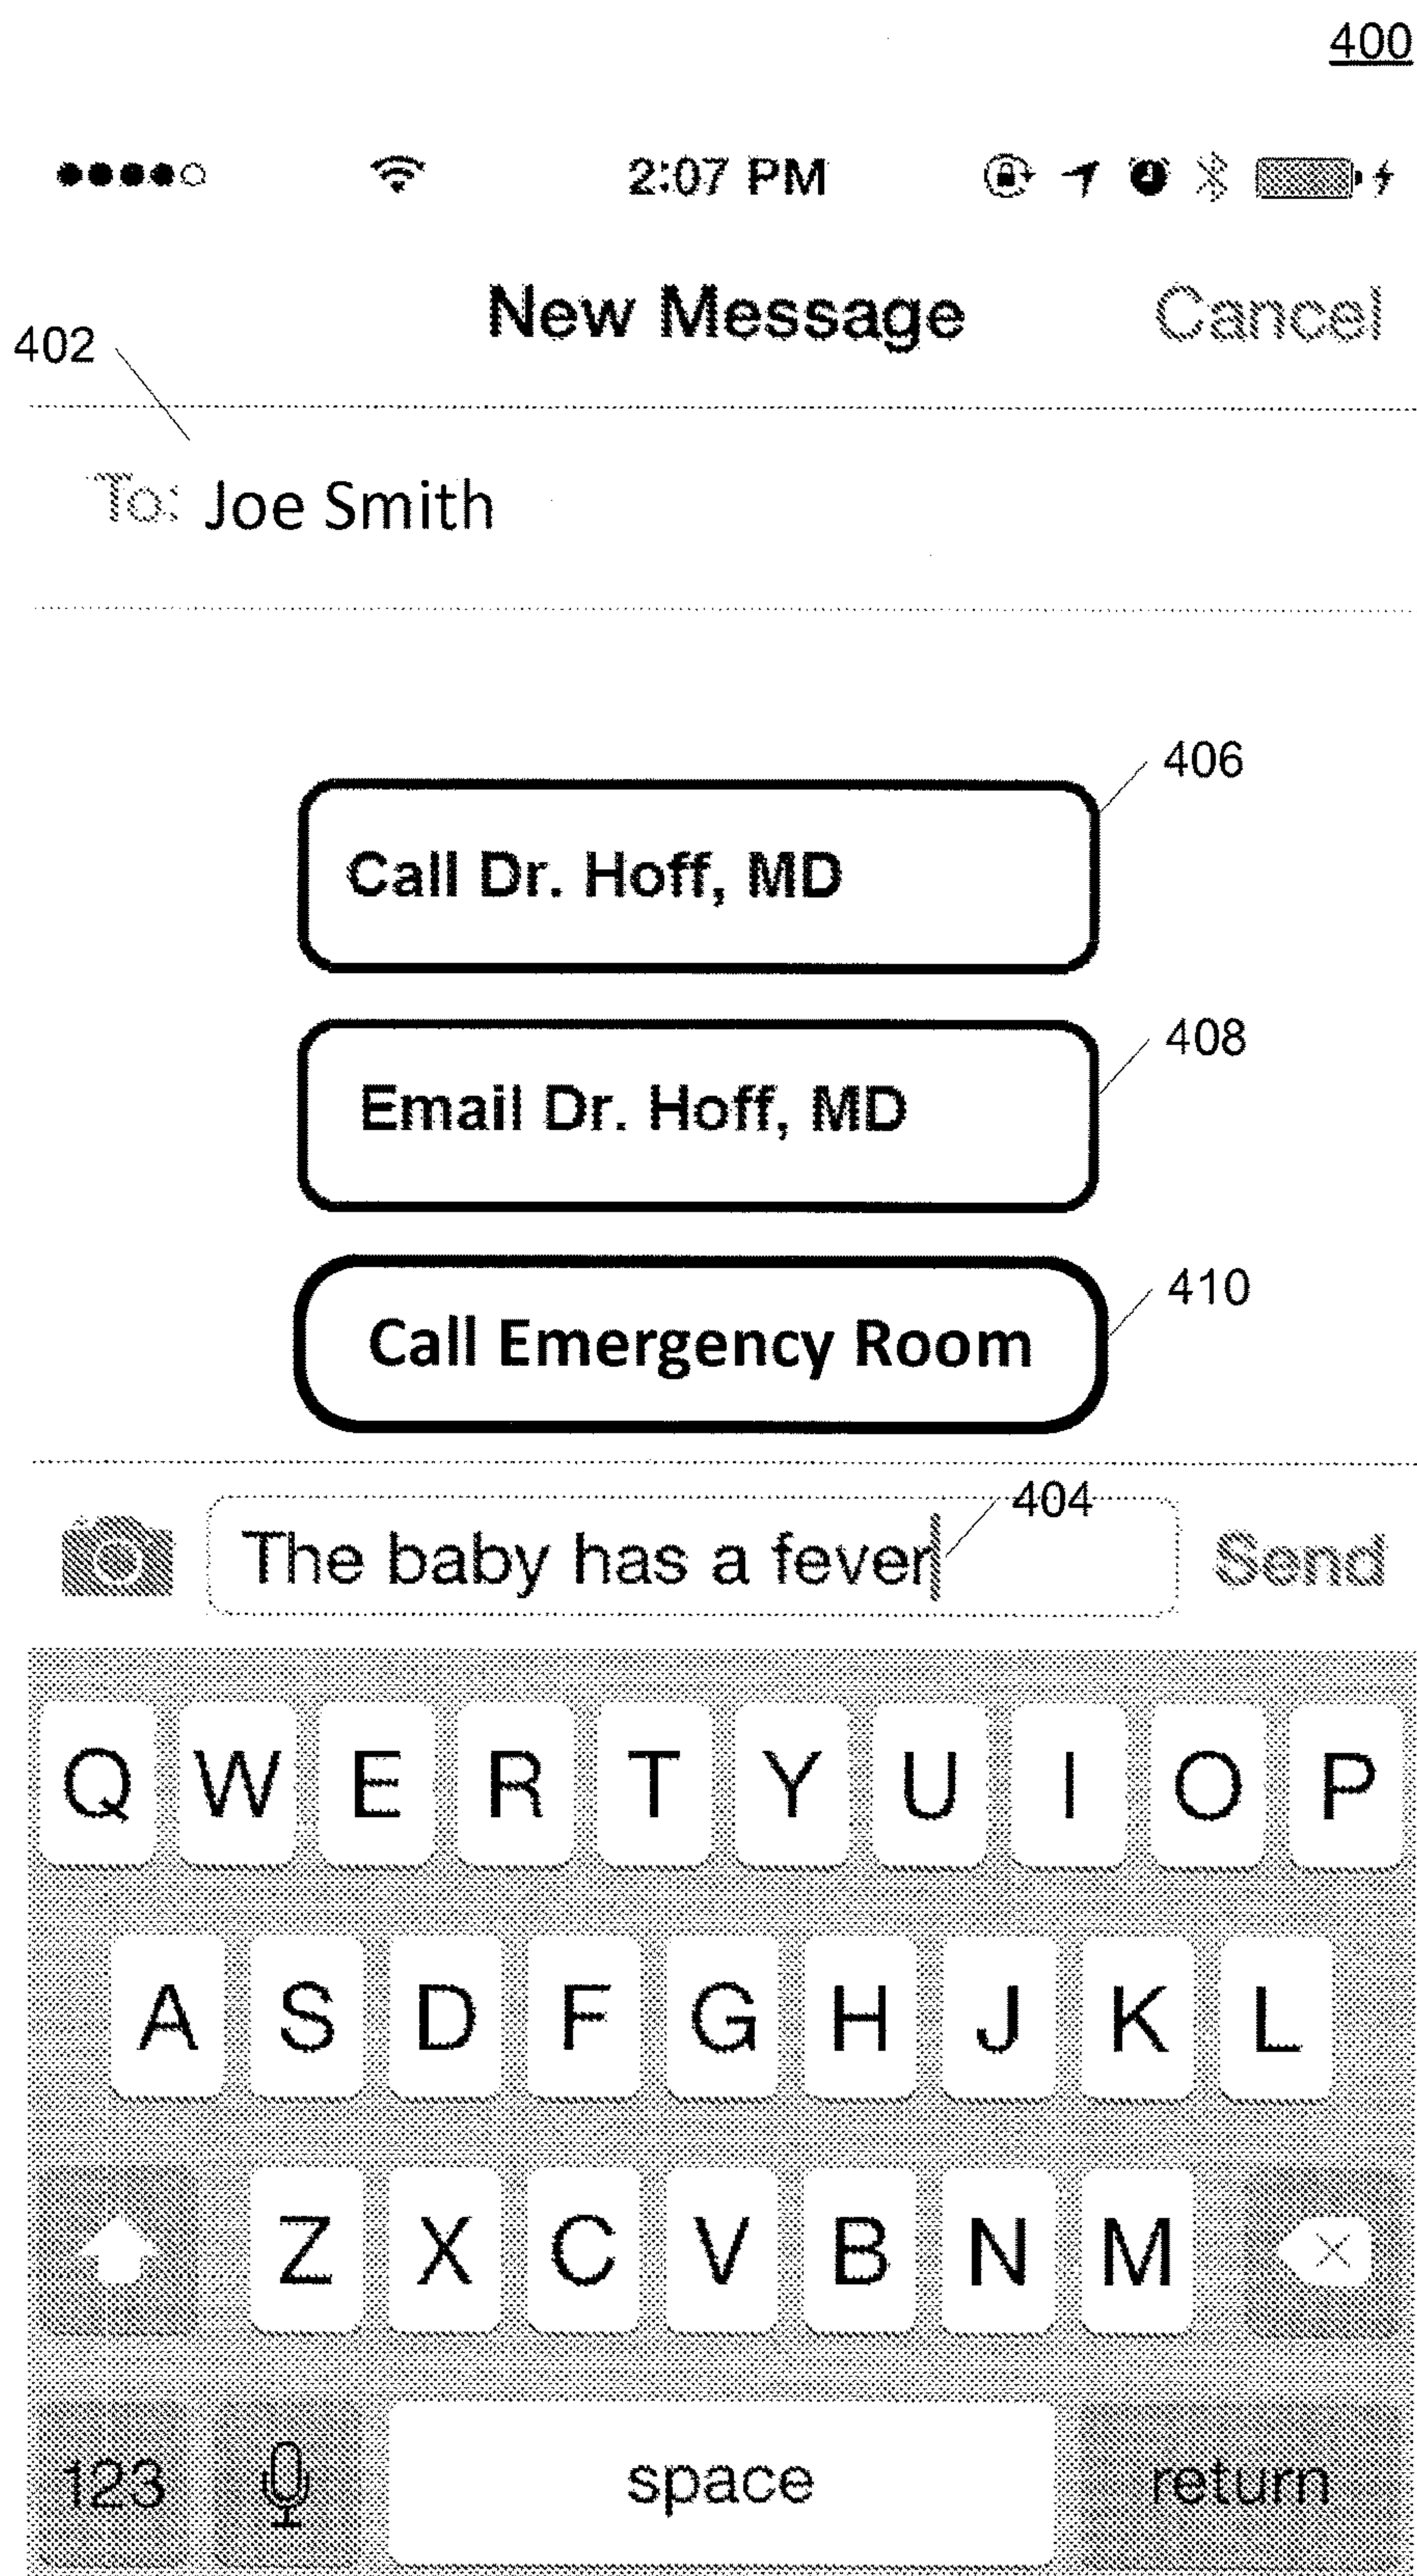 400
2:07 PM
New Message Cancel
402
To: Joe Smith
406
Call Dr. Hoff, MD
408
Email Dr. Hoff, MD
410
Call Emergency Room
404
The baby has a fever Send
Q W E R T Y U I O P
A S D F G H J K L
Z X C V B N M
123 space return